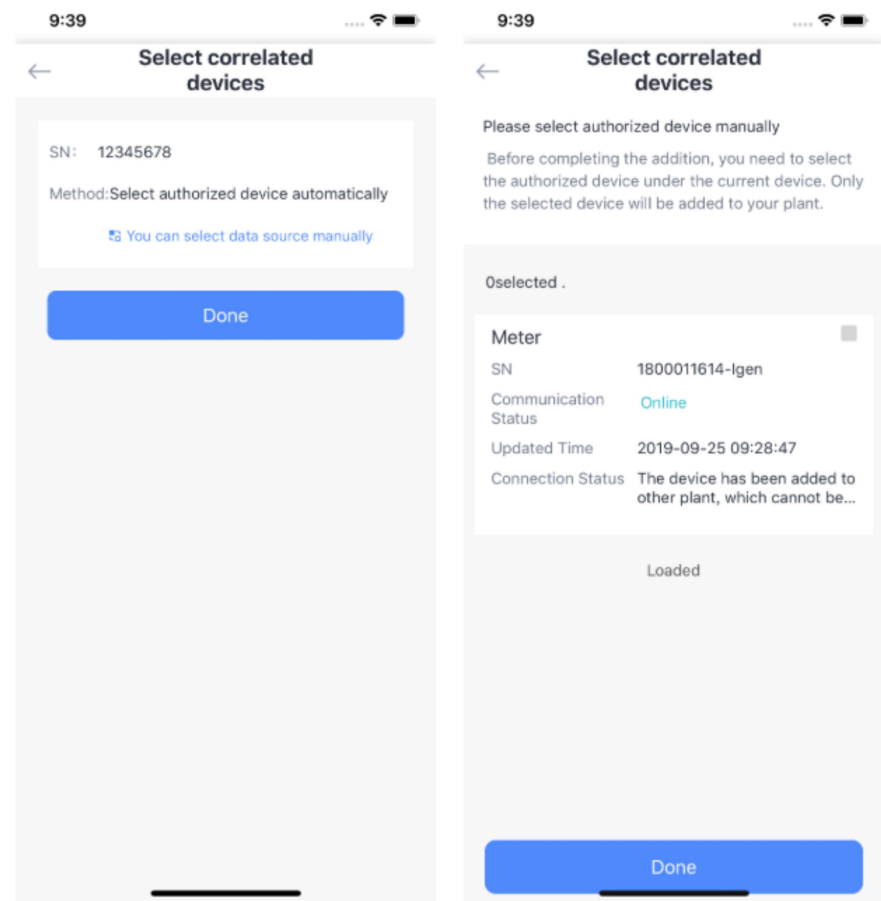 9:39
Select correlated
devices
SN: 12345678
Method:Select authorized device automatically
You can select data source manually
Done
9:39
Select correlated
devices
Please select authorized device manually
Before completing the addition, you need to select
the authorized device under the current device. Only
the selected device will be added to your plant.
0selected .
Meter
SN 1800011614-Igen
Communication
Status Online
Updated Time 2019-09-25 09:28:47
Connection Status The device has been added to
other plant, which cannot be...
Loaded
Done